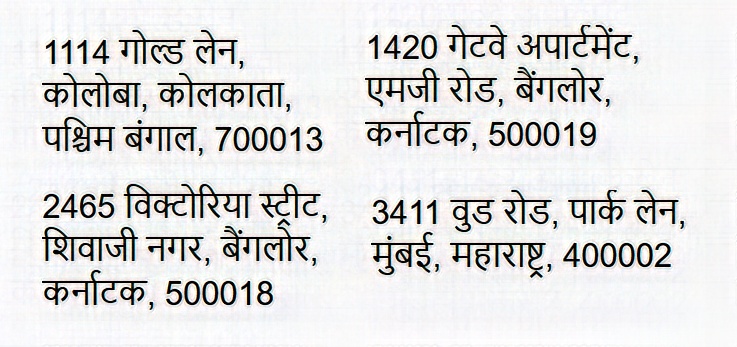 1114 गोल्ड लेन,
कोलोबा, कोलकाता,
पश्चिम बंगाल, 700013
1420 गेटवे अपार्टमेंट,
एमजी रोड, बैंगलोर,
कर्नाटक, 500019
2465 विक्टोरिया स्ट्रीट,
शिवाजी नगर, बैंगलोर,
कर्नाटक, 500018
3411 वुड रोड, पार्क लेन,
मुंबई, महाराष्ट्र, 400002